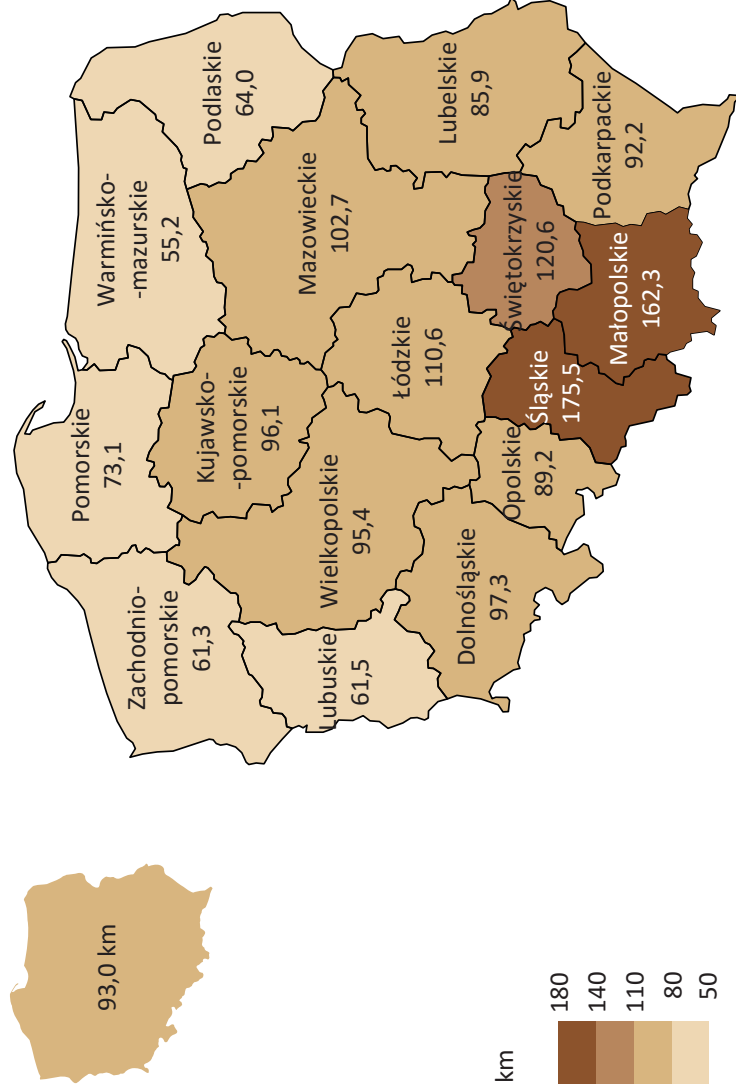 93,0 km
Pomorskie
73,1
Warmińsko-
-mazurskie
55,2
Podlaskie
64,0
Zachodnio-
pomorskie
61,3
Kujawsko-
-pomorskie
96,1
Mazowieckie
102,7
Lubuskie
61,5
Wielkopolskie
95,4
Łódzkie
110,6
Lubelskie
85,9
Dolnośląskie
97,3
Opolskie
89,2
Śląskie
175,5
Świętokrzyskie
120,6
Małopolskie
162,3
Podkarpackie
92,2
km
180
140
110
80
50